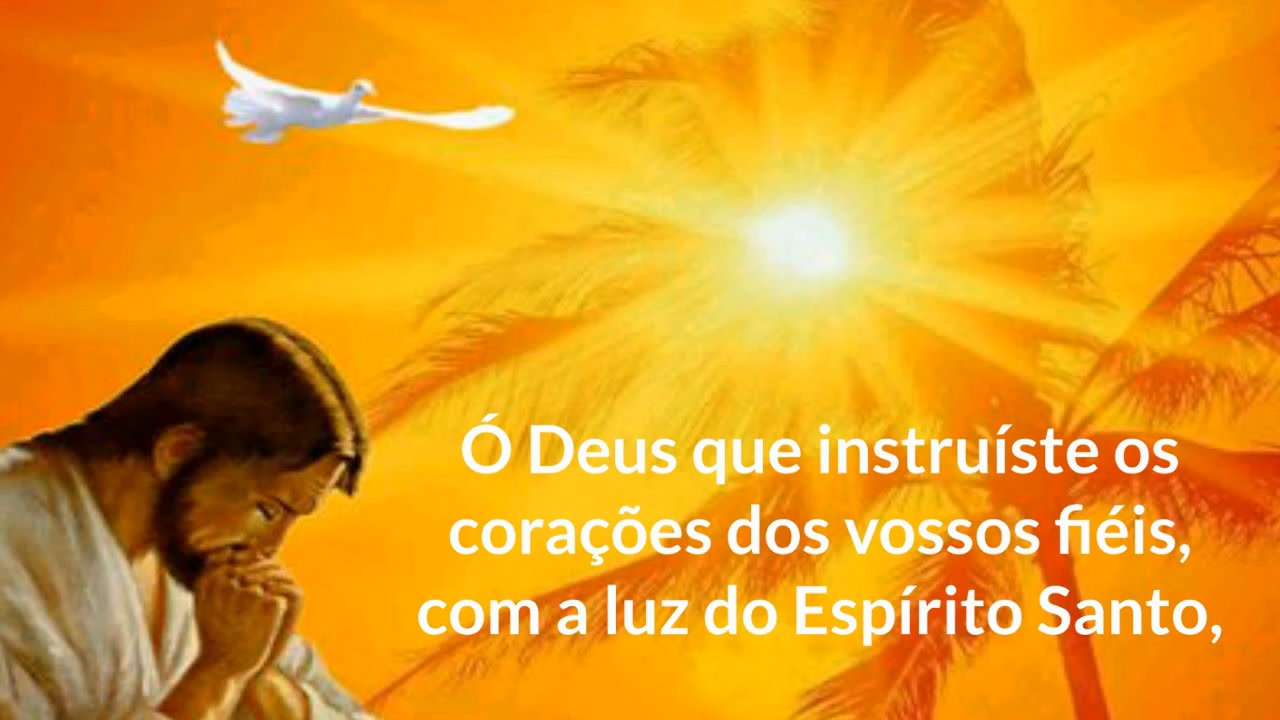 Ó Deus que instruíste os
corações dos vossos fiéis,
com a luz do Espírito Santo,